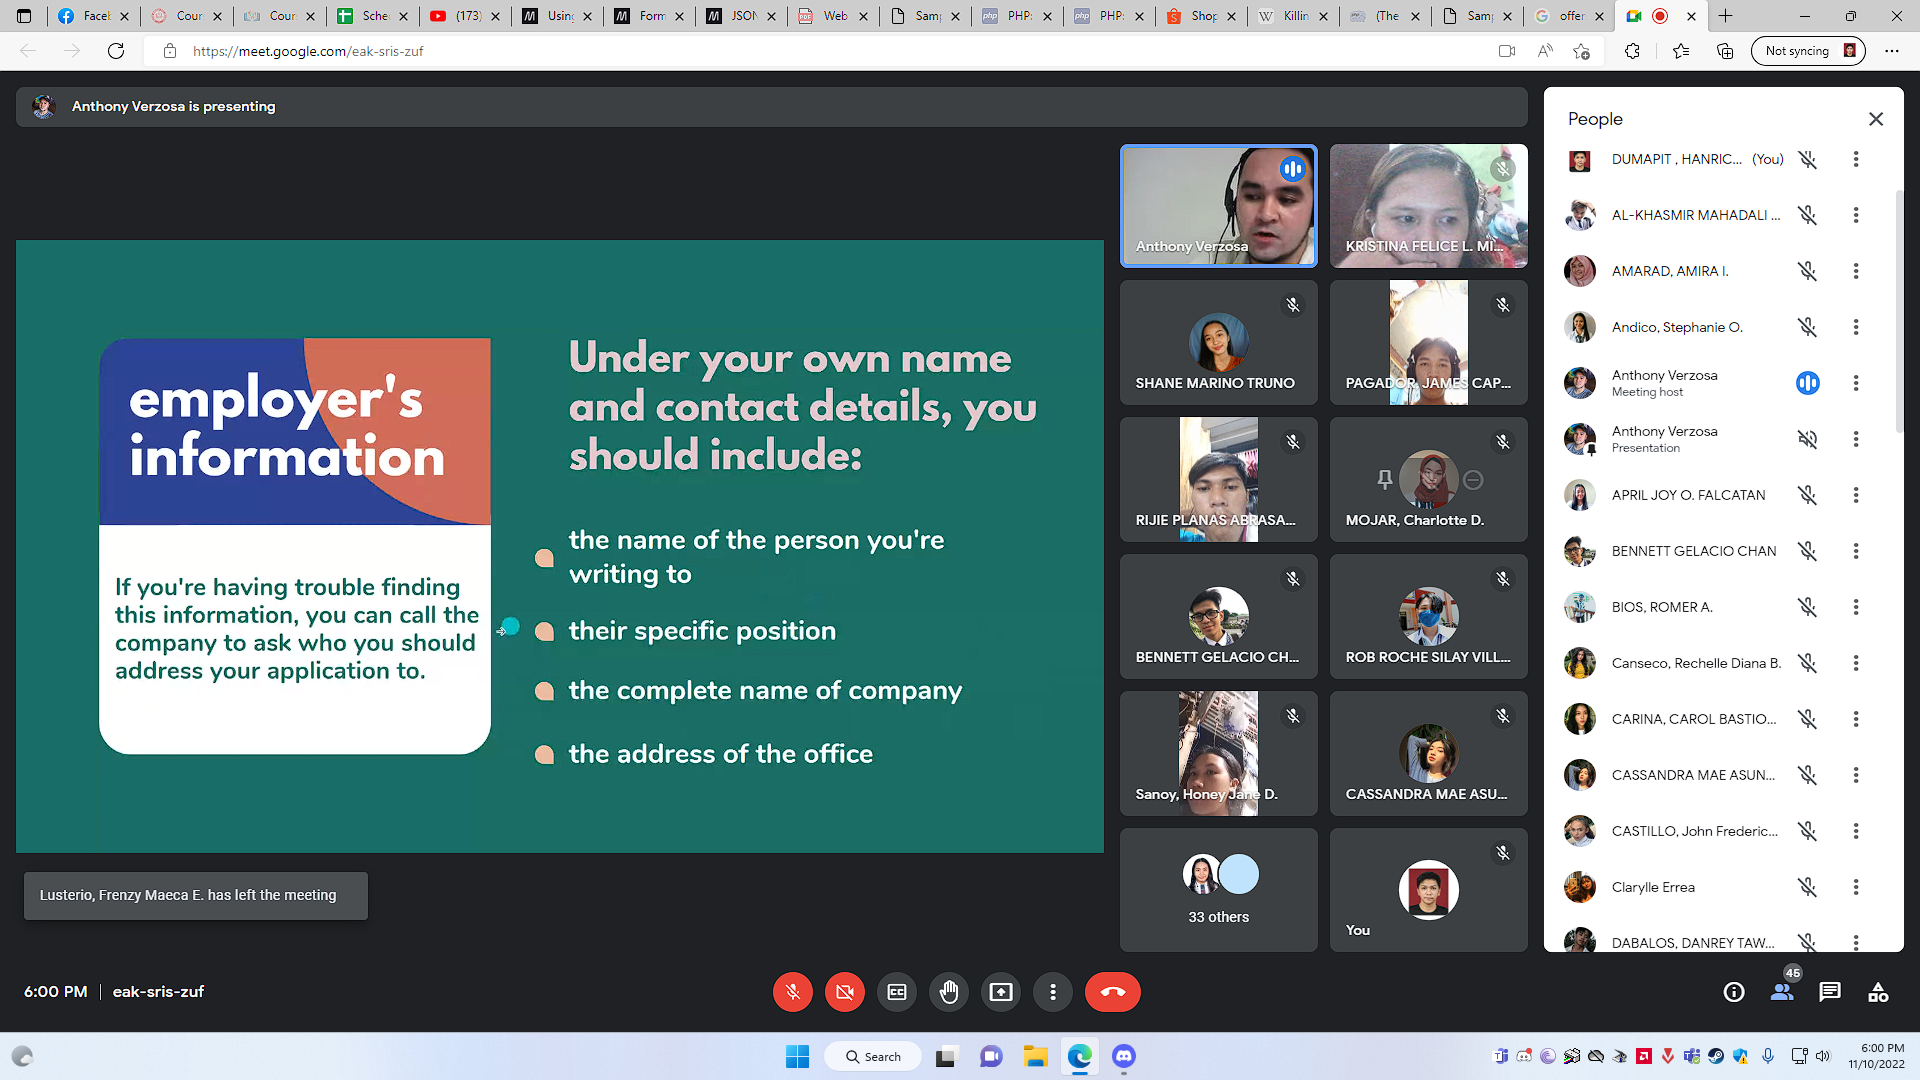 Faceb
Cours
Cours
Sched
(173)
Using
Form
JSON
Web
Samp
PHP:
PHP:
Shop
Killin
(The
Samp
offer
https://meet.google.com/eak-sris-zuf
Not syncing
Anthony Verzosa is presenting
employer's
information
If you're having trouble finding
this information, you can call the
company to ask who you should
address your application to.
Under your own name
and contact details, you
should include:
the name of the person you're
writing to
their specific position
the complete name of company
the address of the office
Lusterio, Frenzy Maeca E. has left the meeting
Anthony Verzosa
KRISTINA FELICE L. MI...
SHANE MARINO TRUNO
PAGADOR, JAMES CAP...
RIJIE PLANAS ABRASA...
MOJAR, Charlotte D.
BENNETT GELACIO CH...
ROB ROCHE SILAY VILL...
Sanoy, Honey Jane D.
CASSANDRA MAE ASU...
33 others
You
People
DUMAPIT , HANRIC... (You)
AL-KHASMIR MAHADALI ...
AMARAD, AMIRA I.
Andico, Stephanie O.
Anthony Verzosa
Meeting host
Anthony Verzosa
Presentation
APRIL JOY O. FALCATAN
BENNETT GELACIO CHAN
BIOS, ROMER A.
Canseco, Rechelle Diana B.
CARINA, CAROL BASTIO...
CASSANDRA MAE ASUN...
CASTILLO, John Frederic...
Clarylle Errea
DABALOS, DANREY TAW...
6:00 PM | eak-sris-zuf
45
Search
6:00 PM
11/10/2022